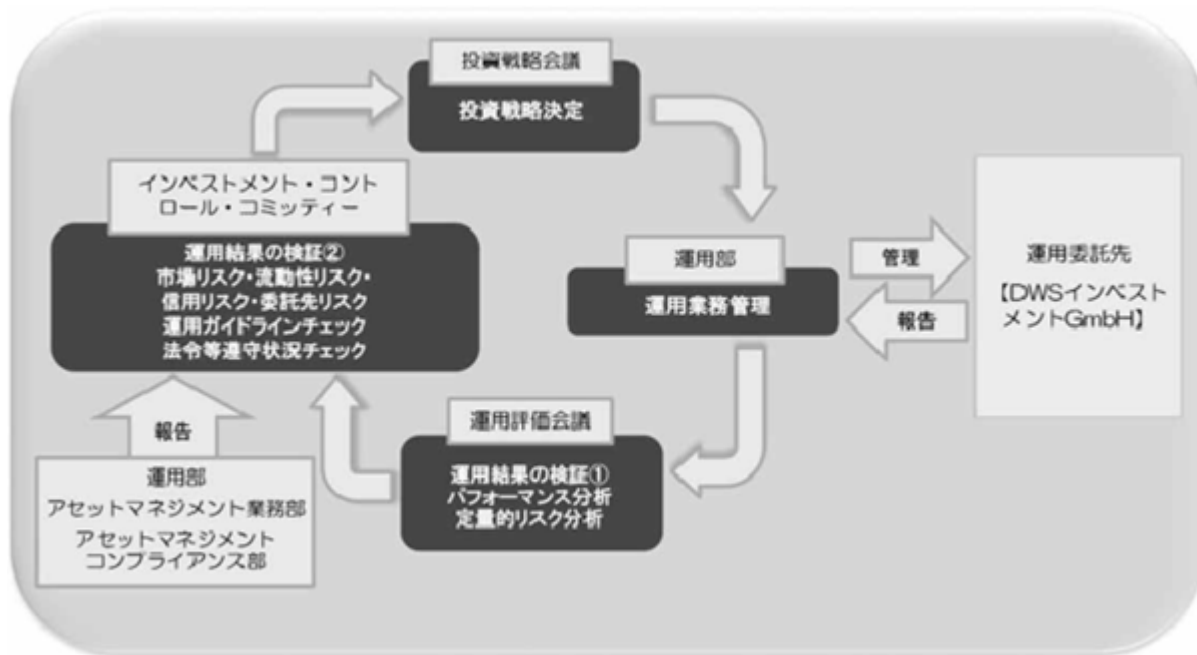 投資戦略会議
投資戦略決定
インベストメント・コント
ロール・コミッティー
運用結果の検証②
市場リスク・流動性リスク・
信用リスク・委託先リスク
運用ガイドラインチェック
法令等遵守状況チェック
運用部
運用業務管理
管理
報告
運用委託先
【DWSインベスト
メントGmbH】
運用評価会議
運用結果の検証①
パフォーマンス分析
定量的リスク分析
報告
運用部
アセットマネジメント業務部
アセットマネジメント
コンプライアンス部